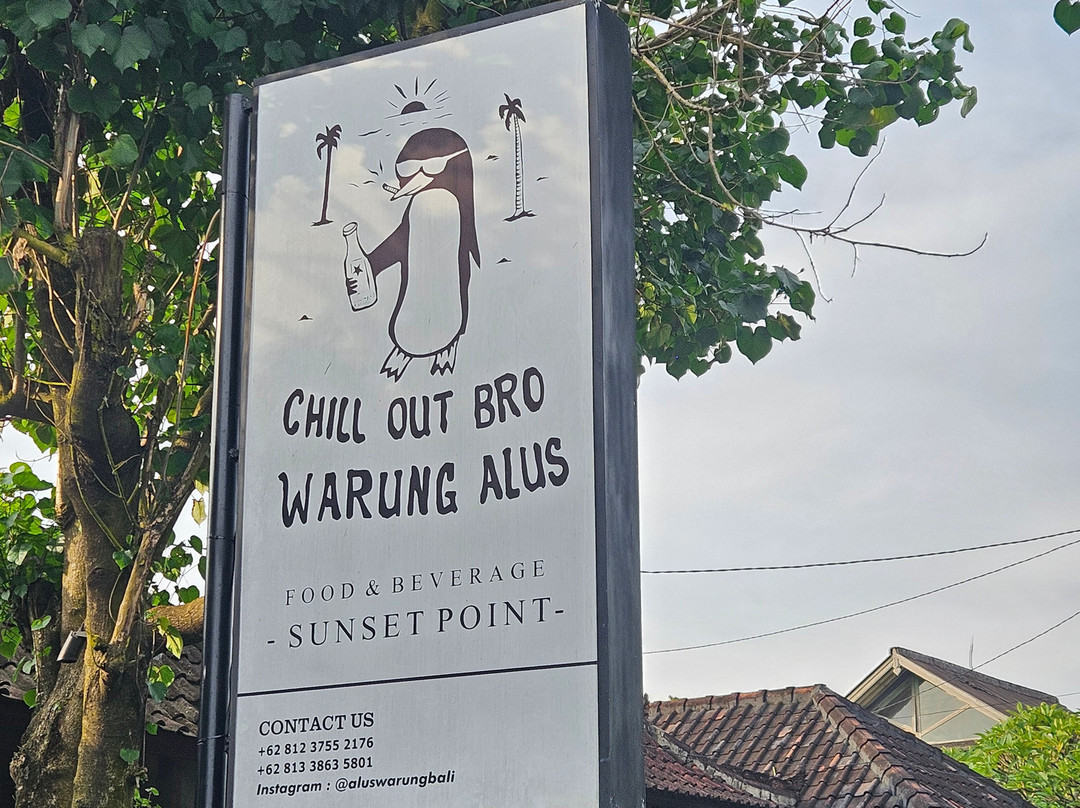 CHILL OUT BRO
WARUNG ALUS
FOOD & BEVERAGE
- SUNSET POINT-
CONTACT US
+62 812 3755 2176
+62 813 3863 5801
Instagram : @aluswarungbali